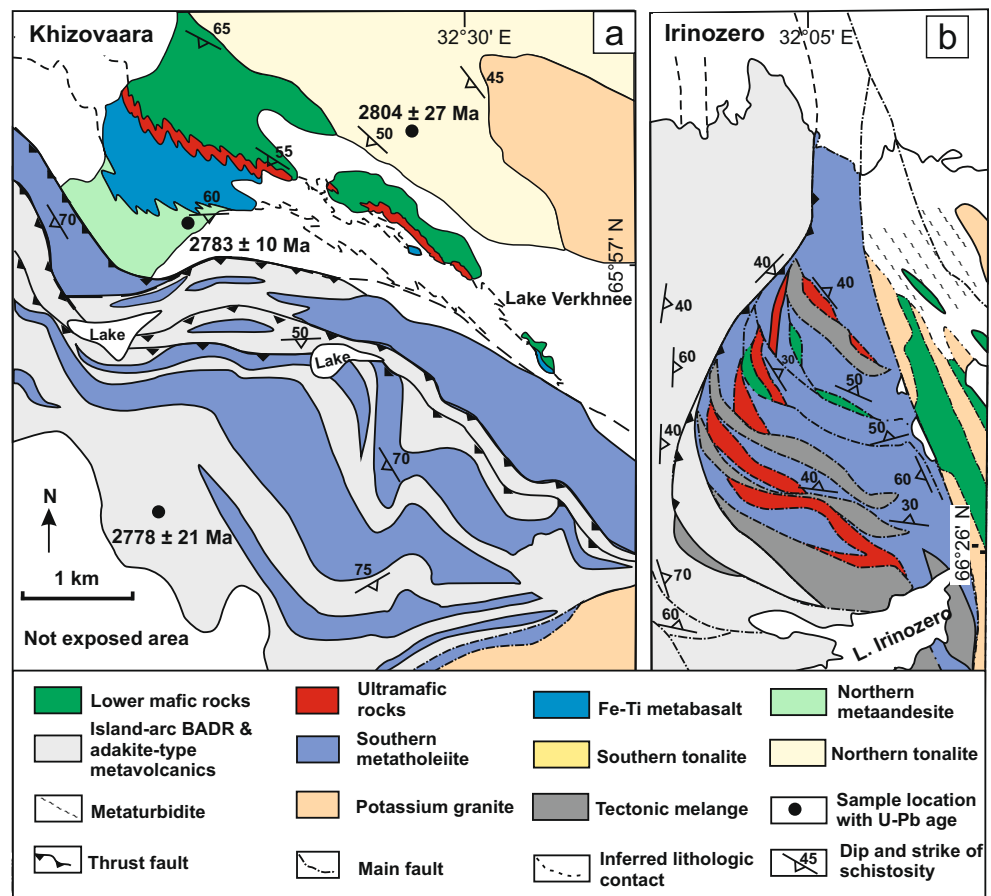 Khizovaara
65
32°30' E
a
45
2804 ± 27 Ma
50
55
60
70
2783 ± 10 Ma
65°57' N
Lake Verkhnee
Lake
50
Lake
70
N
2778 ± 21 Ma
75
1 km
Not exposed area
Irinozero
32°05' E
b
40
40
40
60
30
50
40
50
60
40
30
66°26' N
70
60
L. Irinozero
Lower mafic rocks
Ultramafic
rocks
Fe-Ti metabasalt
Northern
metaandesite
Island-arc BADR &
adakite-type
metavolcanics
Southern
metatholeiite
Southern tonalite
Northern tonalite
Metaturbidite
Potassium granite
Tectonic melange
Sample location
with U-Pb age
Thrust fault
Main fault
Inferred lithologic
contact
45
Dip and strike of
schistosity